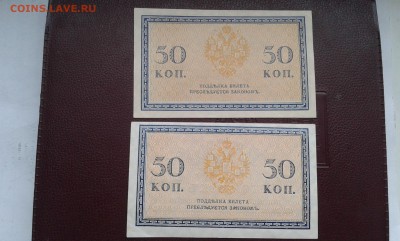 COINS.LAVE.RU
50 50
КОП. КОП.
ПОДДѢЛКА БИЛЕТА
ПРЕСЛѢДУЕТСЯ ЗАКОНОМЪ.
50 50
КОП. КОП.
ПОДДѢЛКА БИЛЕТА
ПРЕСЛѢДУЕТСЯ ЗАКОНОМЪ.